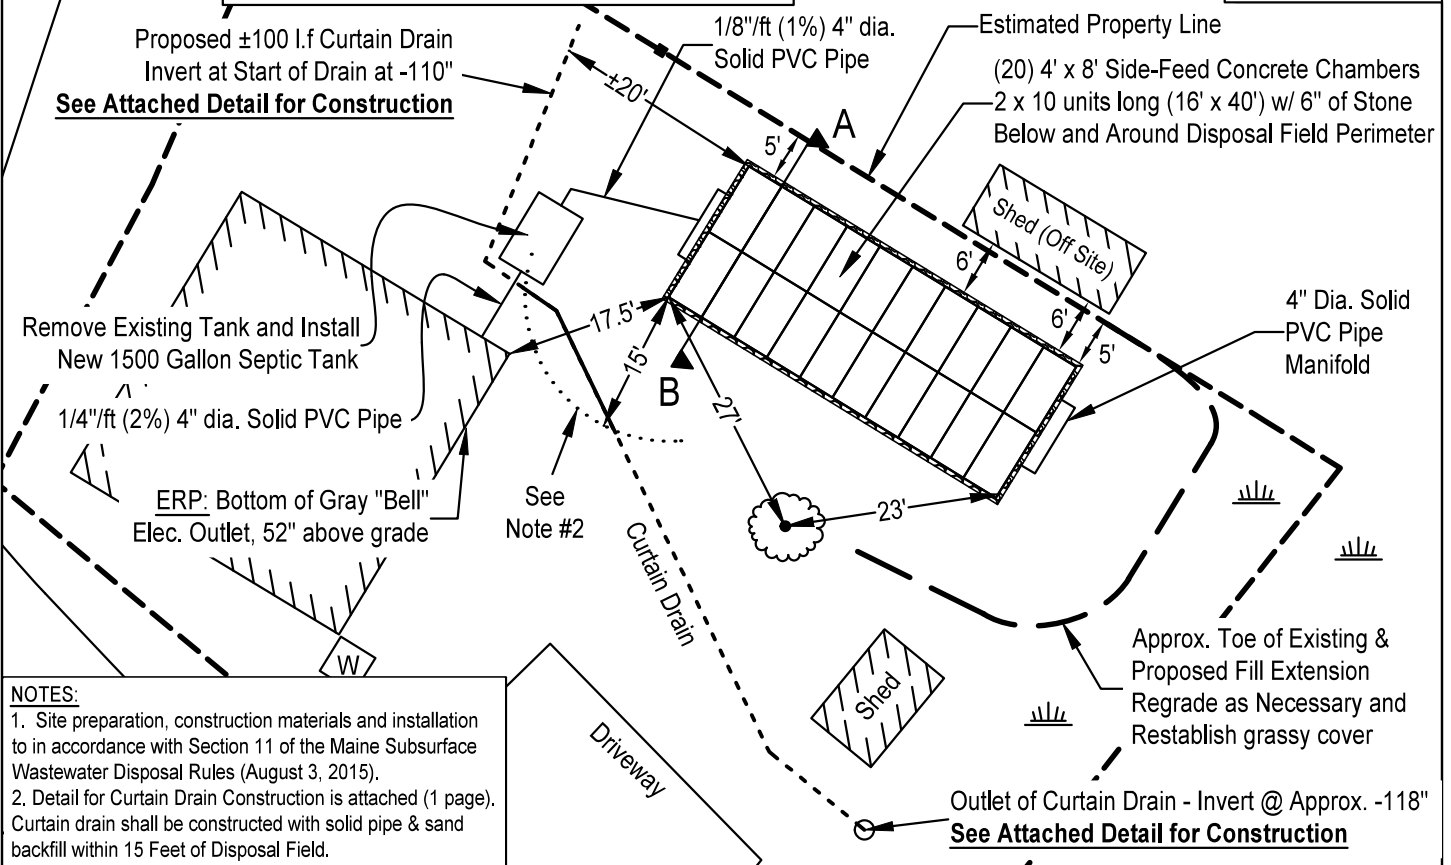 Proposed ±100 l.f Curtain Drain
Invert at Start of Drain at -110"
See Attached Detail for Construction
1/8"/ft (1%) 4" dia.
Solid PVC Pipe
Estimated Property Line
(20) 4' x 8' Side-Feed Concrete Chambers
2 x 10 units long (16' x 40') w/ 6" of Stone
Below and Around Disposal Field Perimeter
±20'
5'
A
Shed (Off Site)
6'
6'
5'
4" Dia. Solid
PVC Pipe
Manifold
Remove Existing Tank and Install
New 1500 Gallon Septic Tank
17.5'
15'
B
27'
1/4"/ft (2%) 4" dia. Solid PVC Pipe
ERP: Bottom of Gray "Bell"
Elec. Outlet, 52" above grade
See
Note #2
23'
Curtain Drain
Approx. Toe of Existing &
Proposed Fill Extension
Regrade as Necessary and
Restablish grassy cover
W
Shed
Driveway
NOTES:
1. Site preparation, construction materials and installation
to in accordance with Section 11 of the Maine Subsurface
Wastewater Disposal Rules (August 3, 2015).
2. Detail for Curtain Drain Construction is attached (1 page).
Curtain drain shall be constructed with solid pipe & sand
backfill within 15 Feet of Disposal Field.
Outlet of Curtain Drain - Invert @ Approx. -118"
See Attached Detail for Construction